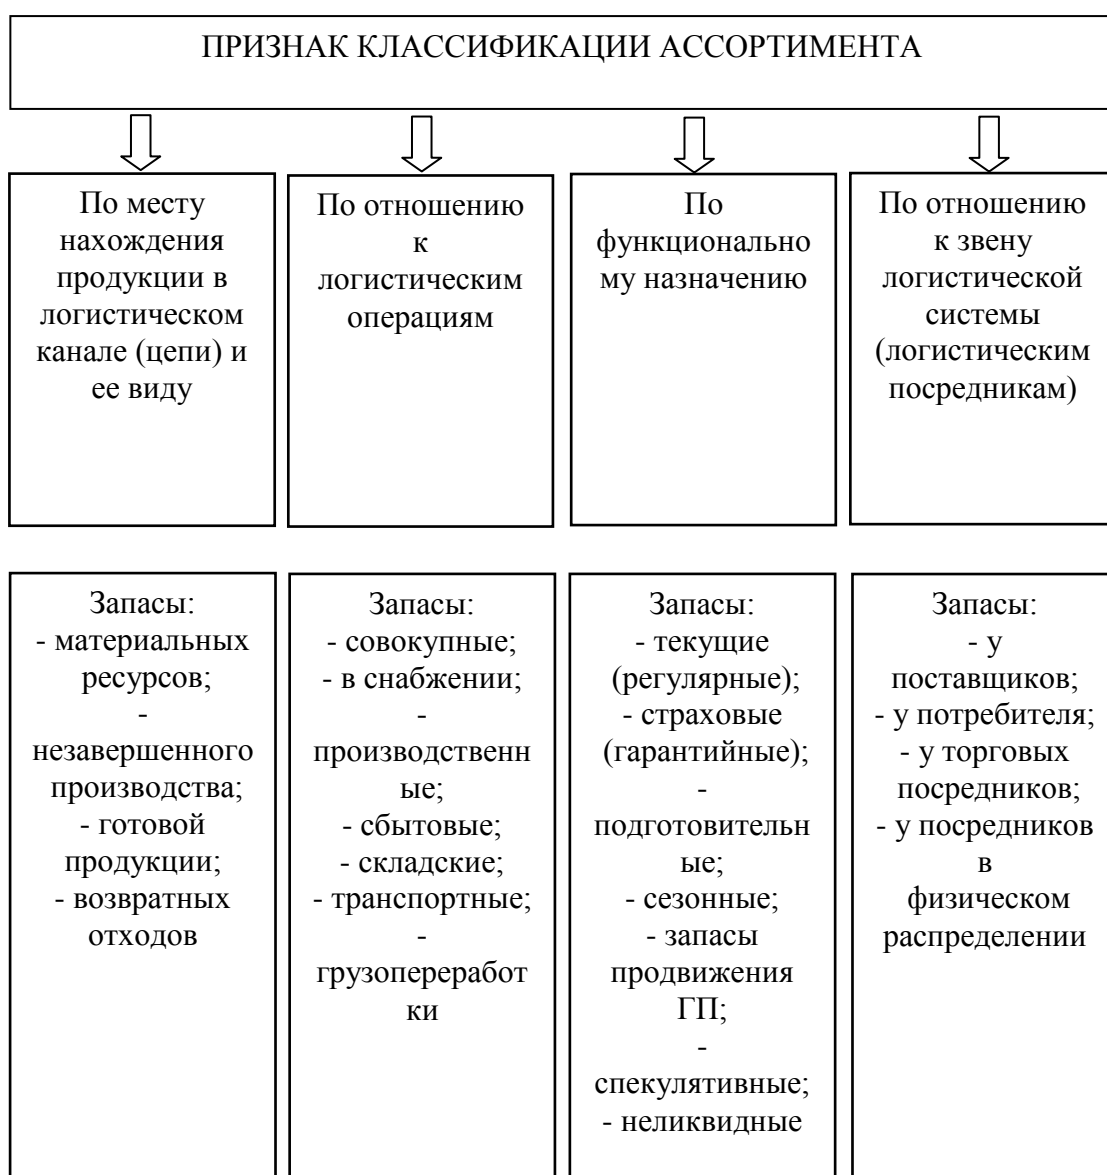 ПРИЗНАК КЛАССИФИКАЦИИ АССОРТИМЕНТА
По месту
нахождения
продукции в
логистическом
канале (цепи) и
ее виду
По отношению
к
логистическим
операциям
По
функционально
му назначению
По отношению
к звену
логистической
системы
(логистическим
посредникам)
Запасы:
- материальных
ресурсов;
-
незавершенного
производства;
- готовой
продукции;
- возвратных
отходов
Запасы:
- совокупные;
- в снабжении;
-
производственн
ые;
- сбытовые;
- складские;
- транспортные;
-
грузопереработ
ки
Запасы:
- текущие
(регулярные);
- страховые
(гарантийные);
-
подготовительн
ые;
- сезонные;
- запасы
продвижения
ГП;
-
спекулятивные;
- неликвидные
Запасы:
- у
поставщиков;
- у потребителя;
- у торговых
посредников;
- у посредников
в
физическом
распределении